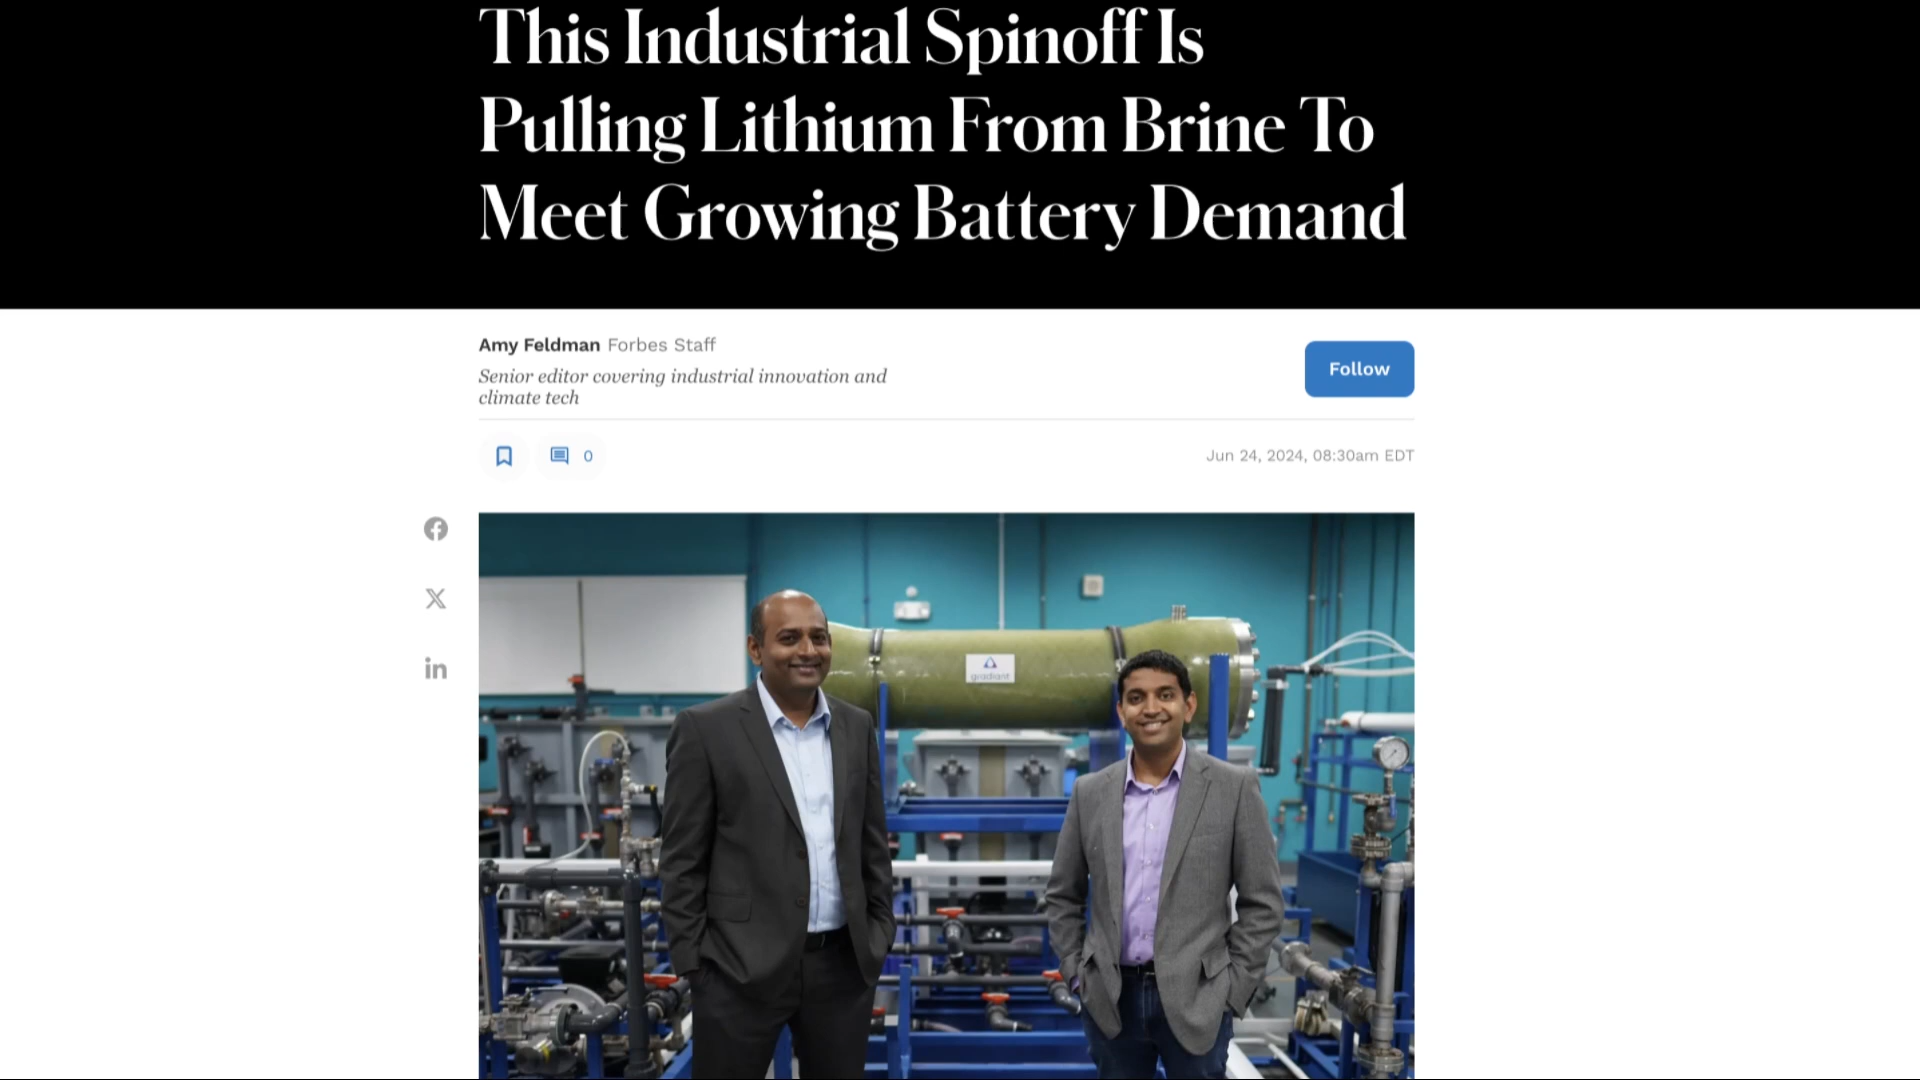 This Industrial Spinoff Is
Pulling Lithium From Brine To
Meet Growing Battery Demand
Amy Feldman Forbes Staff
Senior editor covering industrial innovation and
climate tech
Follow
0
Jun 24, 2024, 08:30am EDT
gradiant